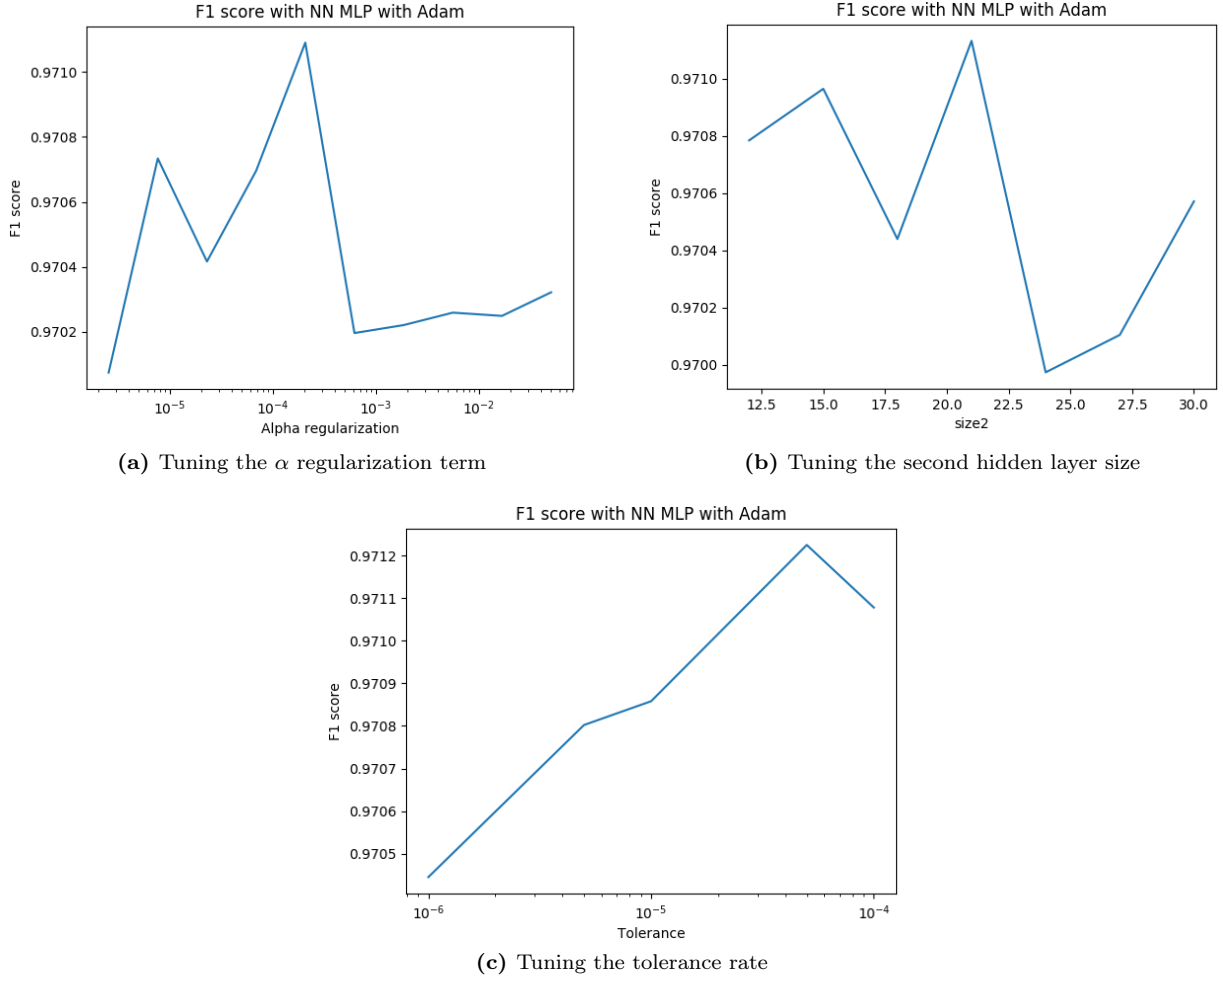 F1 score with NN MLP with Adam
0.9710
0.9708
0.9706
0.9704
0.9702
F1 score
10⁻⁵ 10⁻⁴ 10⁻³ 10⁻²
Alpha regularization
(a) Tuning the α regularization term
F1 score with NN MLP with Adam
0.9710
0.9708
0.9706
0.9704
0.9702
0.9700
F1 score
12.5 15.0 17.5 20.0 22.5 25.0 27.5 30.0
size2
(b) Tuning the second hidden layer size
F1 score with NN MLP with Adam
0.9712
0.9711
0.9710
0.9709
0.9708
0.9707
0.9706
0.9705
F1 score
10⁻⁶ 10⁻⁵ 10⁻⁴
Tolerance
(c) Tuning the tolerance rate